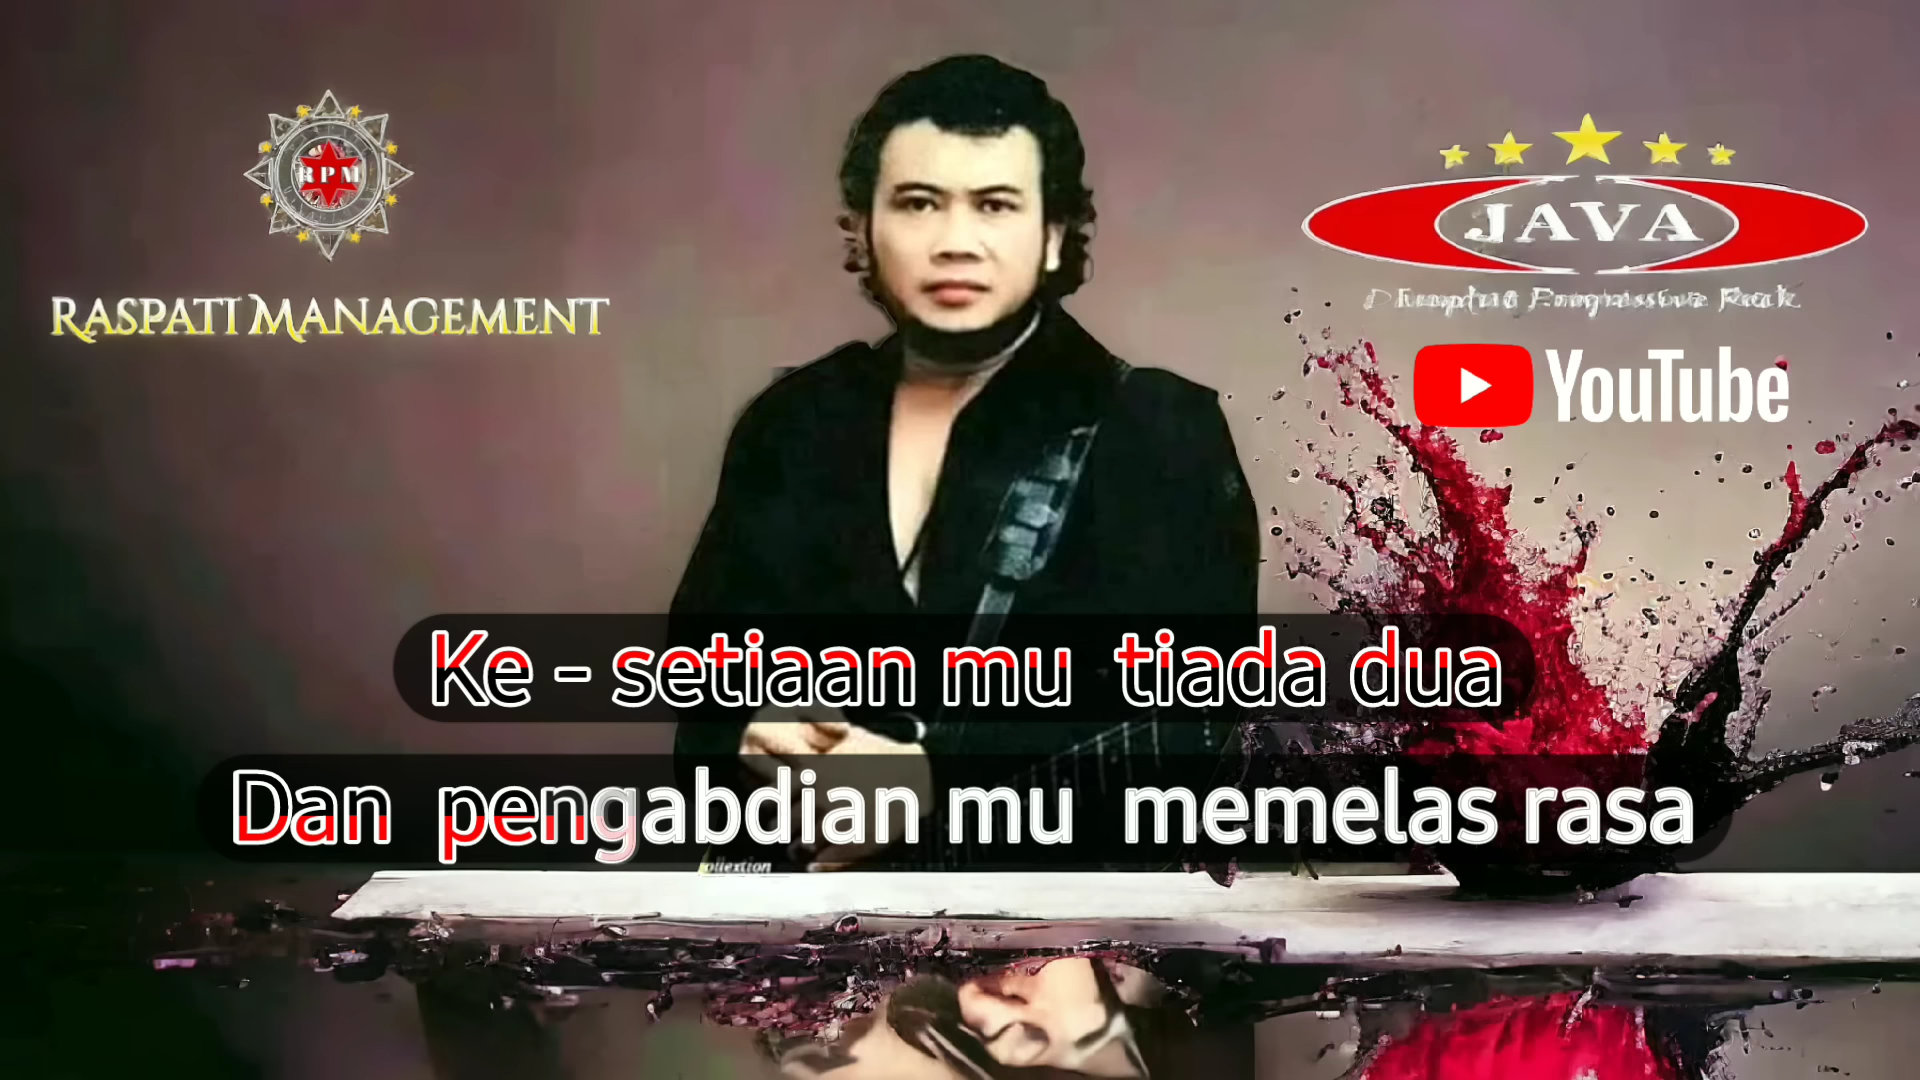 RPM
RASPATI MANAGEMENT
JAVA
YouTube
Ke - setiaan mu tiada dua
Dan pengabdian mu memelas rasa